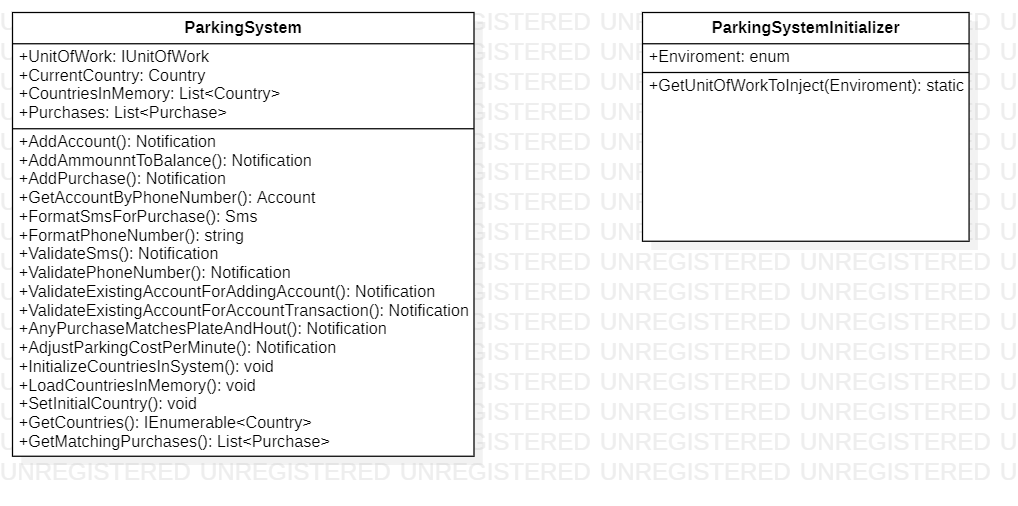 ParkingSystem
+UnitOfWork: IUnitOfWork
+CurrentCountry: Country
+CountriesInMemory: List<Country>
+Purchases: List<Purchase>
+AddAccount(): Notification
+AddAmmounntToBalance(): Notification
+AddPurchase(): Notification
+GetAccountByPhoneNumber(): Account
+FormatSmsForPurchase(): Sms
+FormatPhoneNumber(): string
+ValidateSms(): Notification
+ValidatePhoneNumber(): Notification
+ValidateExistingAccountForAddingAccount(): Notification
+ValidateExistingAccountForAccountTransaction(): Notification
+AnyPurchaseMatchesPlateAndHout(): Notification
+AdjustParkingCostPerMinute(): Notification
+InitializeCountriesInSystem(): void
+LoadCountriesInMemory(): void
+SetInitialCountry(): void
+GetCountries(): IEnumerable<Country>
+GetMatchingPurchases(): List<Purchase>
ParkingSystemInitializer
+Enviroment: enum
+GetUnitOfWorkToInject(Enviroment): static
UNREGISTERED UNREGISTERED UNREGISTERED UNREGISTERED UNREGISTERED